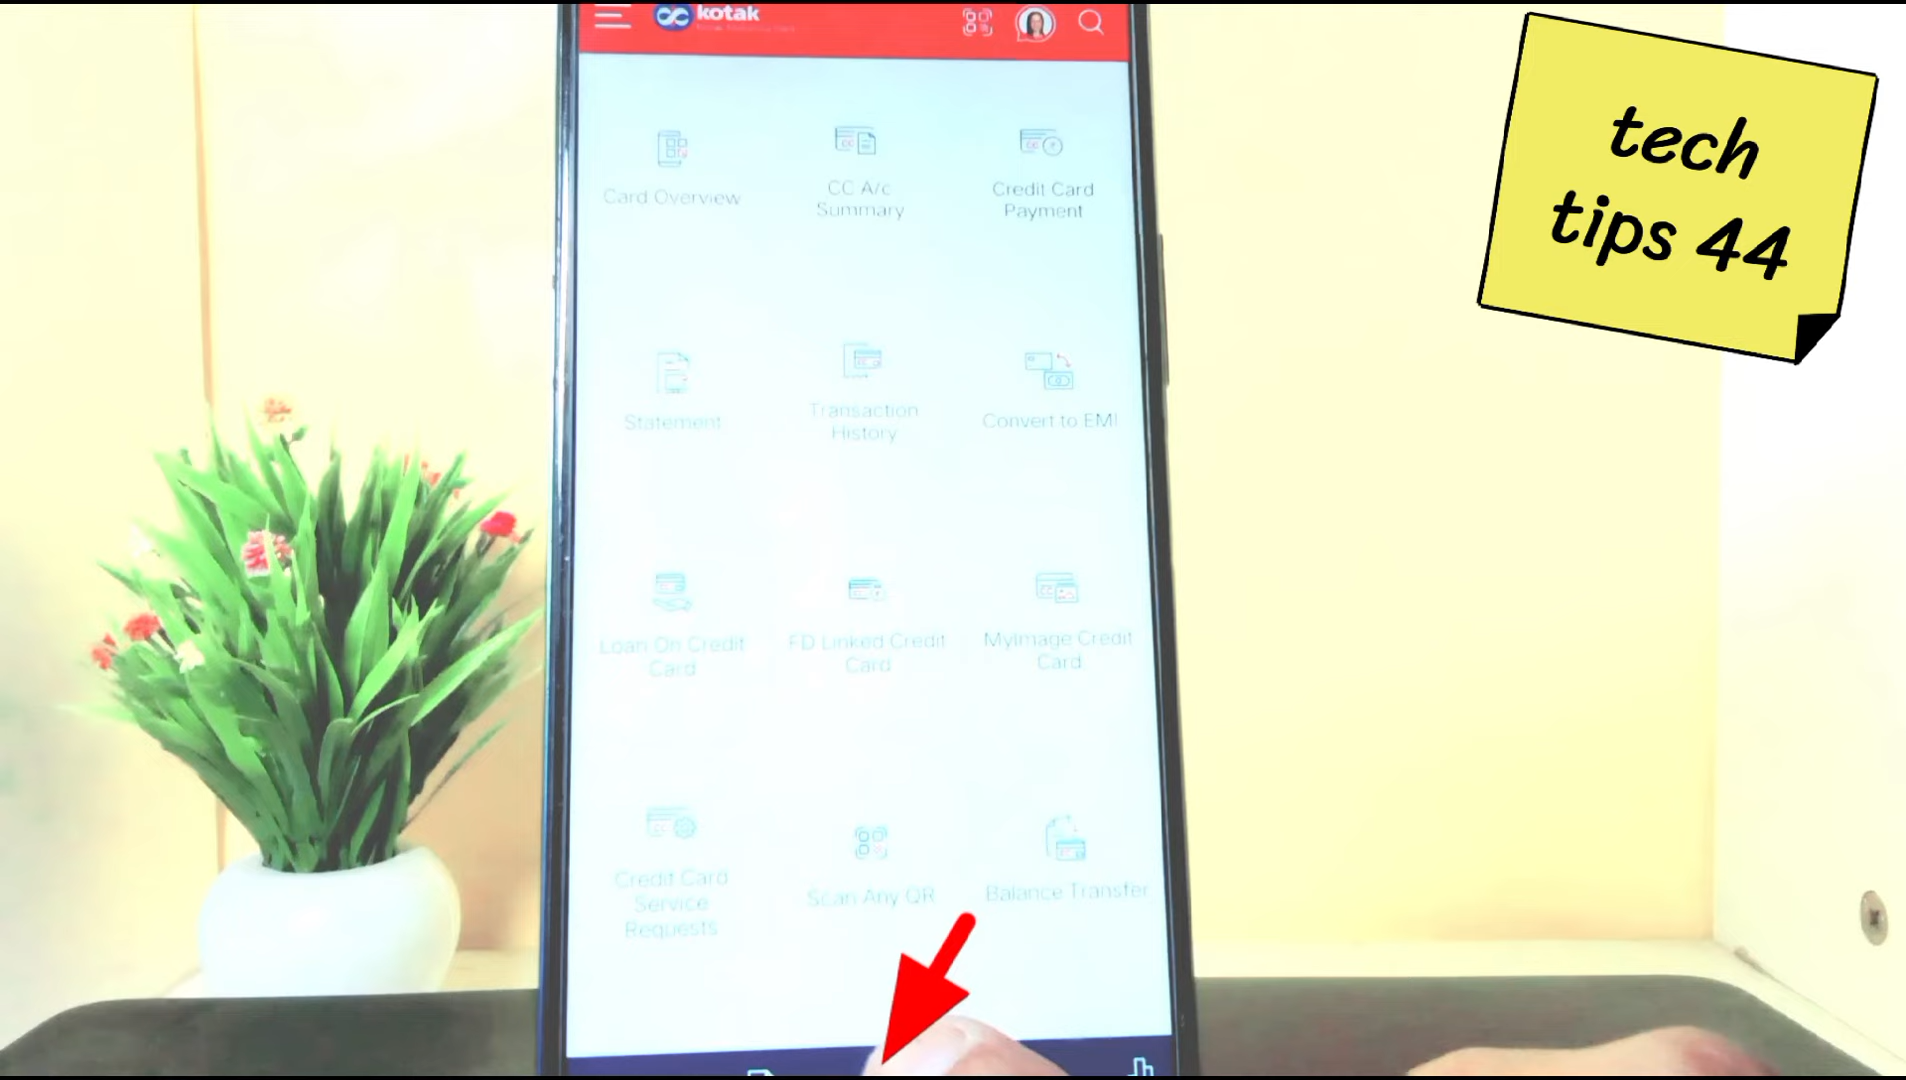 kotak
tech
tips 44
Card Overview
CC A/c
Summary
Credit Card
Payment
Statement
Transaction
History
Convert to EMI
Loan On Credit
Card
FD Linked Credit
Card
MyImage Credit
Card
Credit Card
Service
Requests
Scan Any QR
Balance Transfer